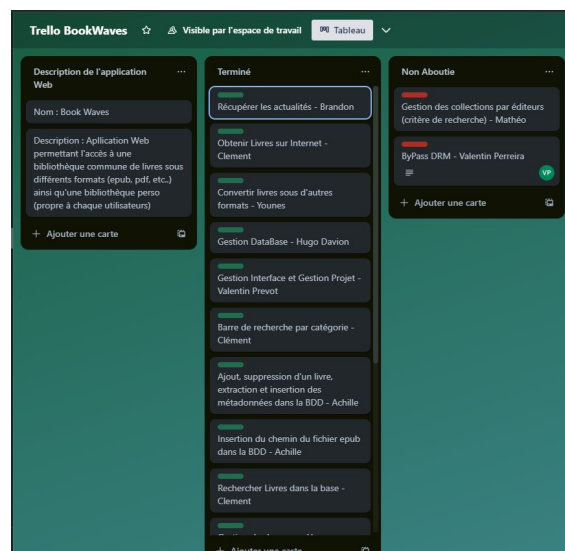 Trello BookWaves
Visible par l'espace de travail
Tableau
Description de l'application
Web
Nom : Book Waves
Description : Apllication Web
permettant l'accès à une
bibliothèque commune de livres sous
différents formats (epub, pdf, etc..)
ainsi qu'une bibliothèque perso
(propre à chaque utilisateurs)
Ajouter une carte
Terminé
Récupérer les actualités - Brandon
Obtenir Livres sur Internet -
Clement
Convertir livres sous d'autres
formats - Younes
Gestion DataBase - Hugo Davion
Gestion Interface et Gestion Projet -
Valentin Prevot
Barre de recherche par catégorie -
Clément
Ajout, suppression d'un livre,
extraction et insertion des
métadonnées dans la BDD - Achille
Insertion du chemin du fichier epub
dans la BDD - Achille
Rechercher Livres dans la base -
Clement
Ajouter une carte
Non Aboutie
Gestion des collections par éditeurs
(critère de recherche) - Mathéo
ByPass DRM - Valentin Perreira
VP
Ajouter une carte